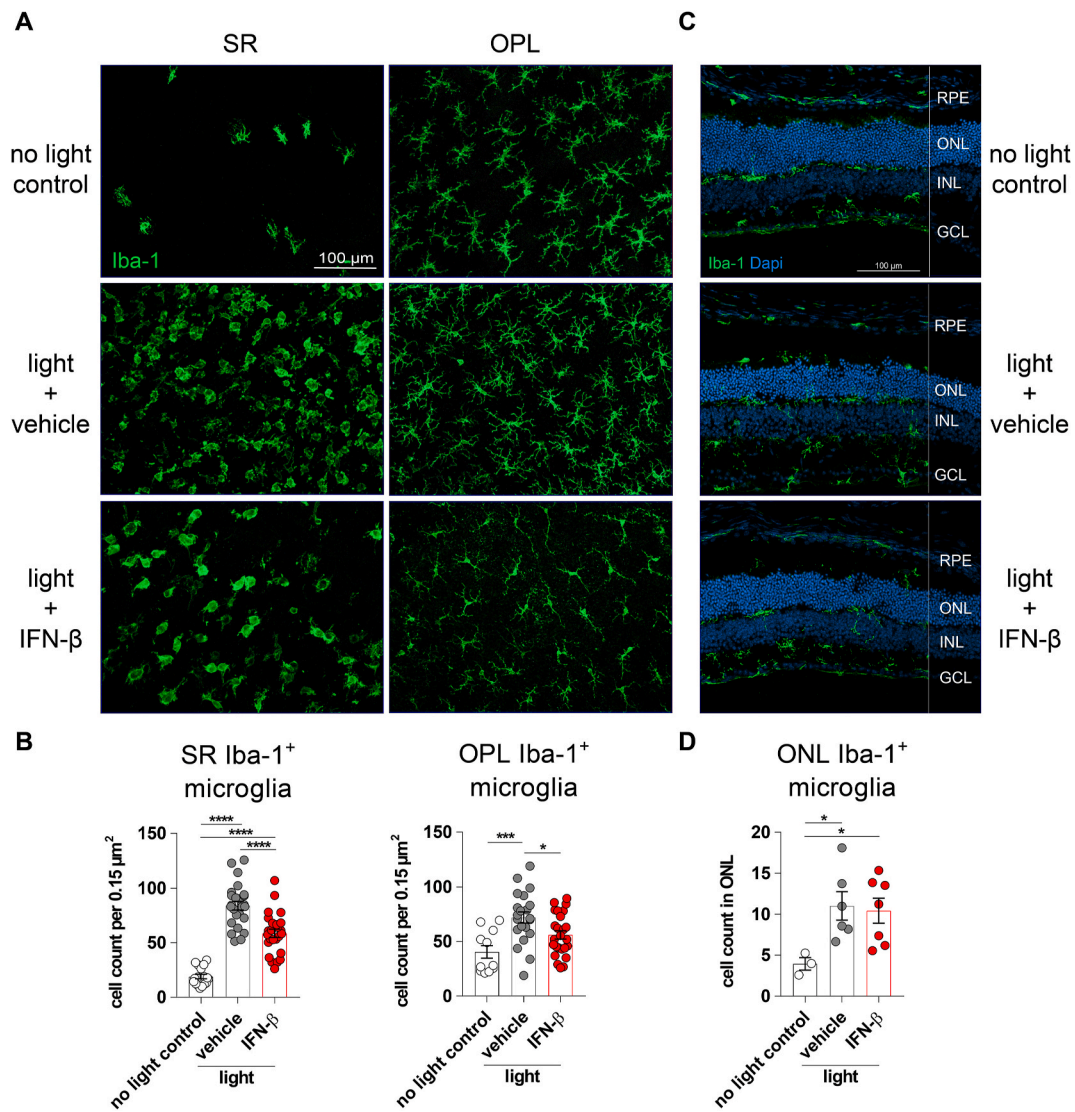 A
SR
OPL
C
no light
control
Iba-1
100 µm
light
+
vehicle
light
+
IFN-β
RPE
ONL
INL
GCL
Iba-1 Dapi
100 µm
no light
control
RPE
ONL
INL
GCL
light
+
vehicle
RPE
ONL
INL
GCL
light
+
IFN-β
B
SR Iba-1⁺
microglia
cell count per 0.15 µm²
150
100
50
0
****
****
****
no light control
vehicle
IFN-β
light
OPL Iba-1⁺
microglia
cell count per 0.15 µm²
150
100
50
0
***
*
no light control
vehicle
IFN-β
light
D
ONL Iba-1⁺
microglia
cell count in ONL
20
15
10
5
0
*
*
no light control
vehicle
IFN-β
light